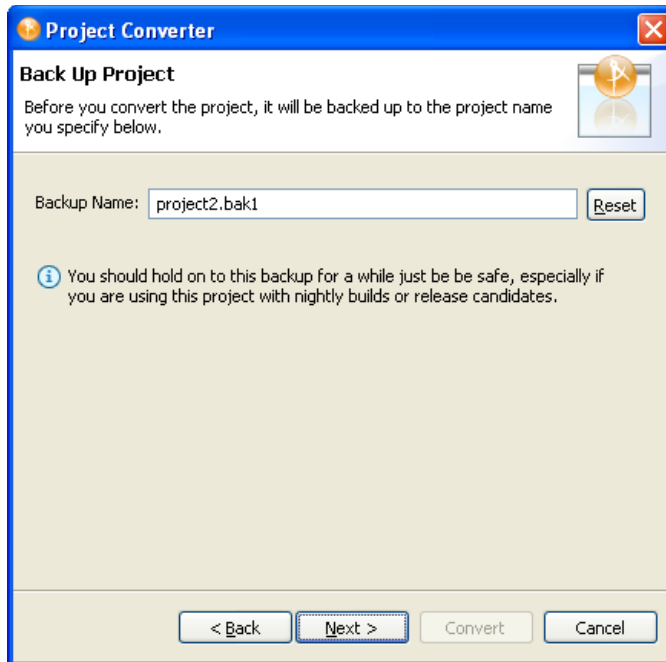 Project Converter
Back Up Project
Before you convert the project, it will be backed up to the project name
you specify below.
Backup Name: project2.bak1 Reset
You should hold on to this backup for a while just be be safe, especially if
you are using this project with nightly builds or release candidates.
< Back Next > Convert Cancel